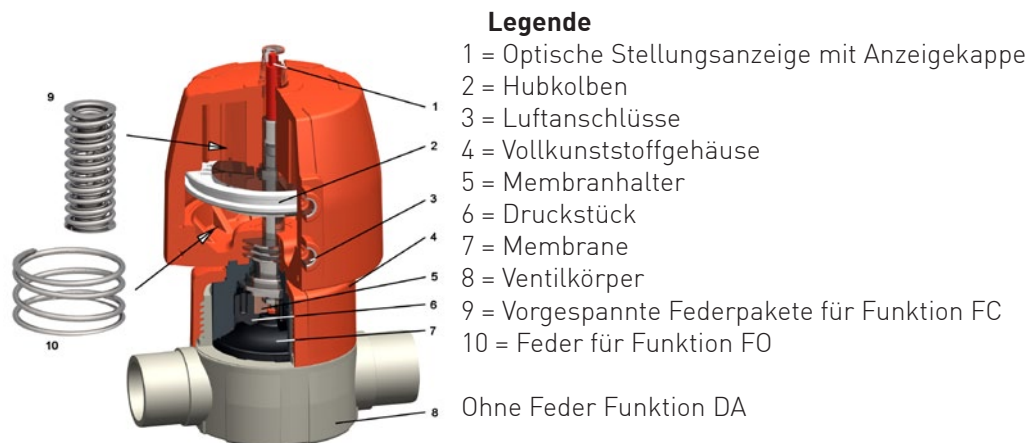 Legende
1 = Optische Stellungsanzeige mit Anzeigekappe
2 = Hubkolben
3 = Luftanschlüsse
4 = Vollkunststoffgehäuse
5 = Membranhalter
6 = Druckstück
7 = Membrane
8 = Ventilkörper
9 = Vorgespannte Federpakete für Funktion FC
10 = Feder für Funktion FO
Ohne Feder Funktion DA
9
1
2
3
4
5
6
7
10
8